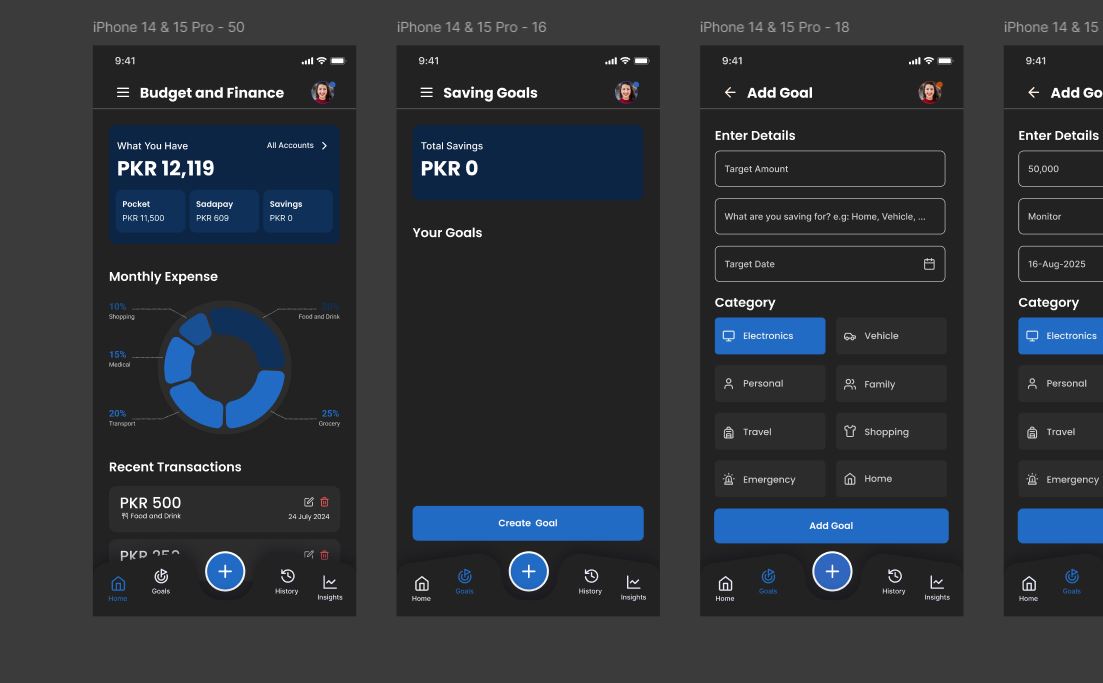 iPhone 14 & 15 Pro - 50
9:41
Budget and Finance
What You Have
All Accounts
PKR 12,119
Pocket
PKR 11,500
Sadapay
PKR 609
Savings
PKR 0
Monthly Expense
10%
Shopping
30%
Food and Drink
15%
Medical
20%
Transport
25%
Grocery
Recent Transactions
PKR 500
Food and Drink
24 July 2024
PKR 250
Home
Goals
History
Insights
iPhone 14 & 15 Pro - 16
9:41
Saving Goals
Total Savings
PKR 0
Your Goals
Create Goal
Home
Goals
History
Insights
iPhone 14 & 15 Pro - 18
9:41
Add Goal
Enter Details
Target Amount
What are you saving for? e.g: Home, Vehicle, ...
Target Date
Category
Electronics
Vehicle
Personal
Family
Travel
Shopping
Emergency
Home
Add Goal
Home
Goals
History
Insights
iPhone 14 & 15
9:41
Add Go
Enter Details
50,000
Monitor
16-Aug-2025
Category
Electronics
Personal
Travel
Emergency
Home
Goals